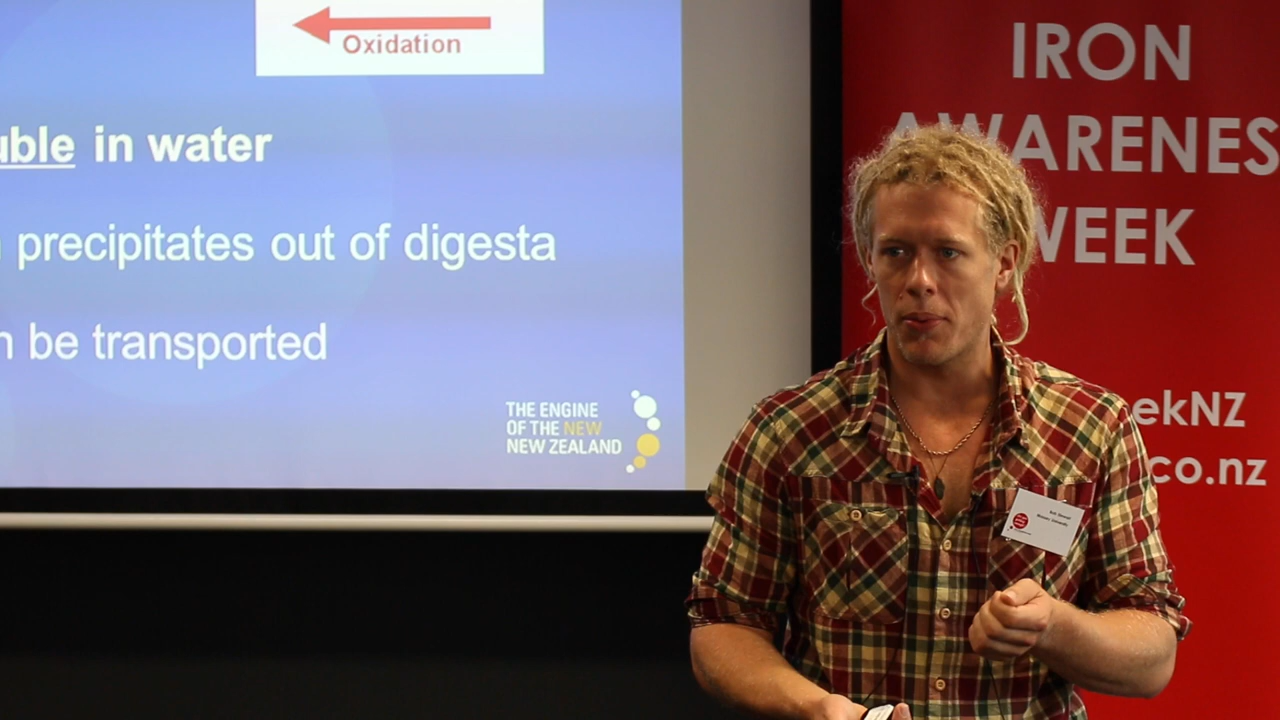 Oxidation
uble in water
precipitates out of digesta
n be transported
THE ENGINE
OF THE NEW
NEW ZEALAND
IRON
AWARENES
WEEK
ekNZ
co.nz